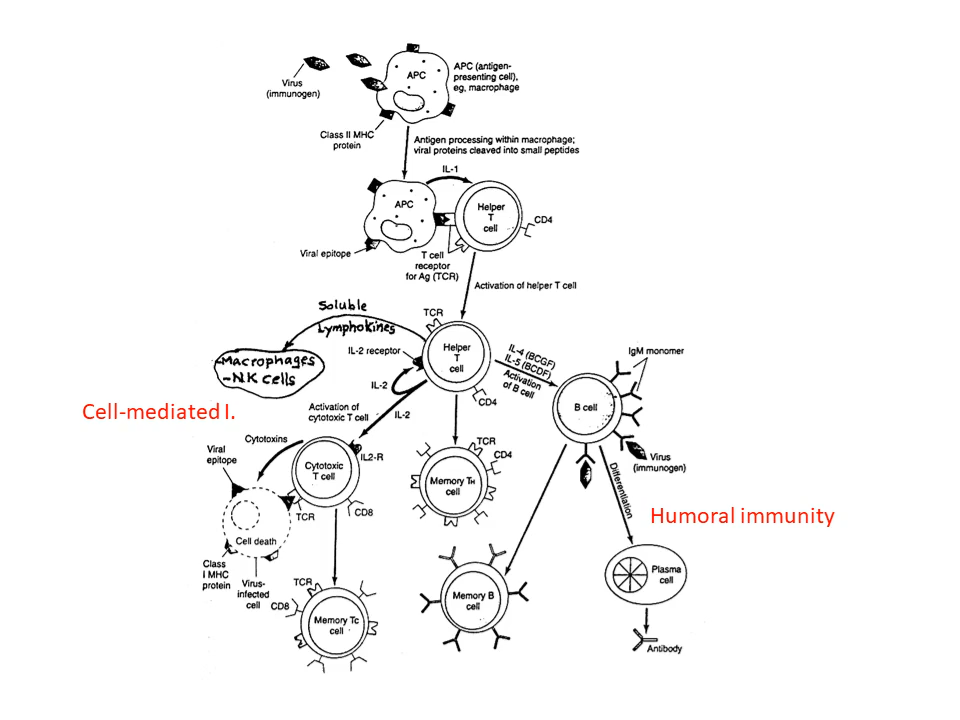 Virus
(immunogen)
APC
APC (antigen-
presenting cell),
eg, macrophage
Class II MHC
protein
Antigen processing within macrophage;
viral proteins cleaved into small peptides
IL-1
APC
Helper
T
cell
CD4
Viral epitope
T cell
receptor
for Ag (TCR)
Activation of helper T cell
Soluble
Lymphokines
TCR
-Macrophages
-N.K cells
IL-2 receptor
Helper
T
cell
IL-4 (BCGF)
IL-5 (BCDF)
Activation
of B cell
IgM monomer
IL-2
CD4
B cell
Cell-mediated I.
Activation of
cytotoxic T cell
IL-2
Cytotoxins
Viral
epitope
IL2-R
Cytotoxic
T cell
TCR
CD8
TCR
CD4
Memory TH
cell
Virus
(immunogen)
Differentiation
Humoral immunity
Cell death
Class
I MHC
protein
Virus-
infected
cell
TCR
CD8
Memory TC
cell
Memory B
cell
Plasma
cell
Antibody